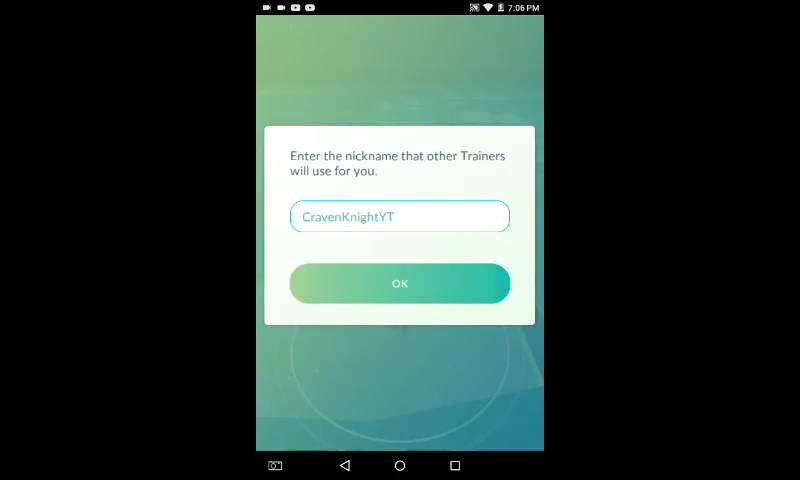 7:06 PM
Enter the nickname that other Trainers
will use for you.
CravenKnightYT
OK